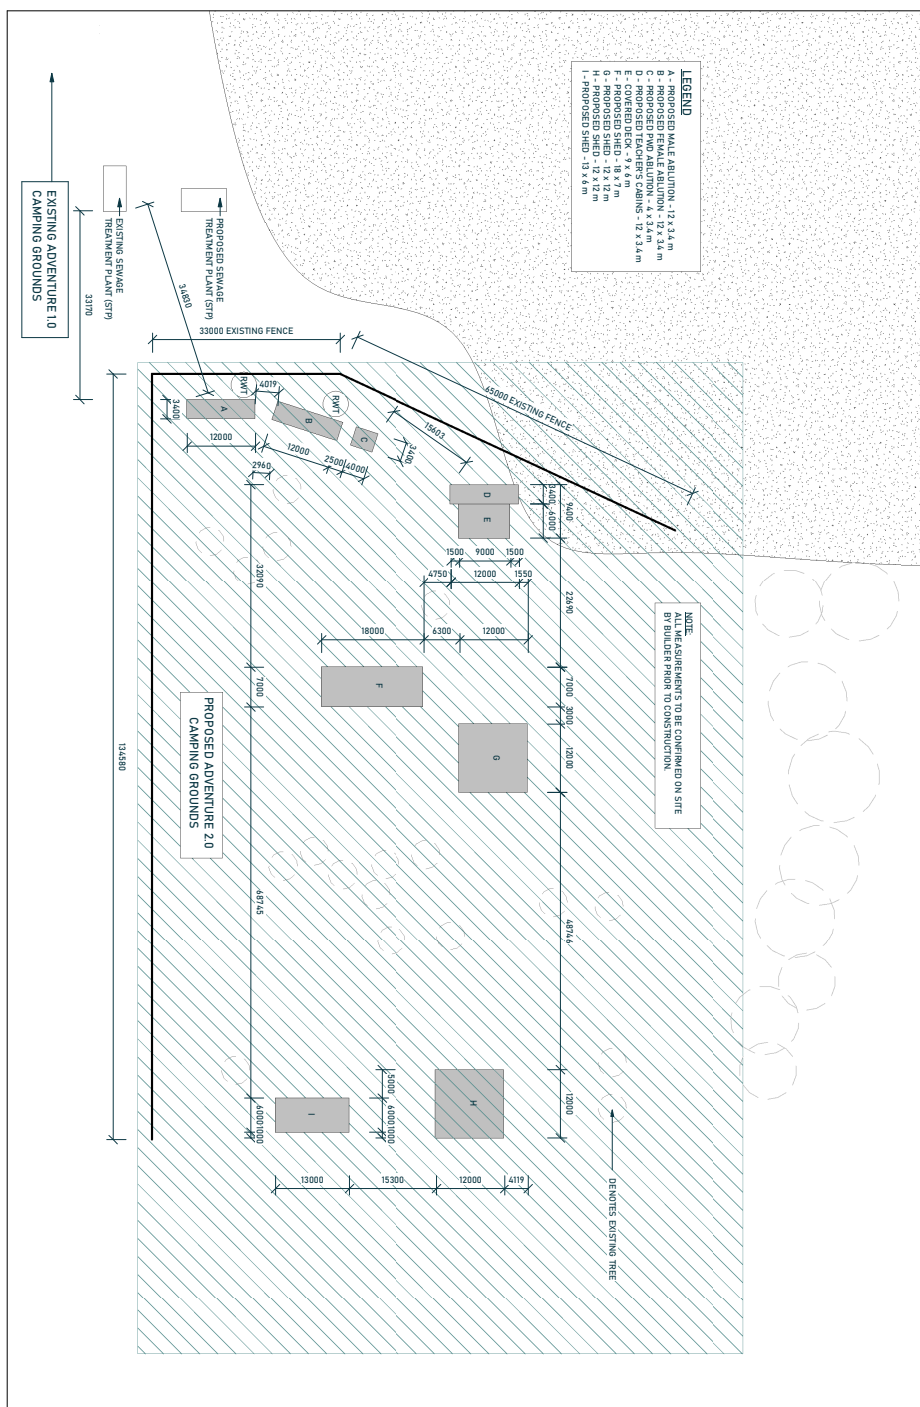 LEGEND
A - PROPOSED MALE ABLUTION - 12 x 3.4 m
B - PROPOSED FEMALE ABLUTION - 12 x 3.4 m
C - PROPOSED PWD ABLUTION - 4 x 3.4 m
D - PROPOSED TEACHER'S CABINS - 12 x 3.4 m
E - COVERED DECK - 9 x 6 m
F - PROPOSED SHED - 18 x 7 m
G - PROPOSED SHED - 12 x 12 m
H - PROPOSED SHED - 12 x 12 m
I - PROPOSED SHED - 13 x 6 m
EXISTING ADVENTURE 1.0
CAMPING GROUNDS
EXISTING SEWAGE
TREATMENT PLANT (STP)
PROPOSED SEWAGE
TREATMENT PLANT (STP)
33170
34830
33000 EXISTING FENCE
65000 EXISTING FENCE
RWT
RWT
4019
A
B
C
3400
12000
12000
2500
4000
3400
2960
15603
D
E
3400
6000
9400
1500
9000
1500
4750
12000
1550
32090
22690
18000
6300
12000
F
7000
7000
3000
12000
G
NOTE:
ALL MEASUREMENTS TO BE CONFIRMED ON SITE
BY BUILDER PRIOR TO CONSTRUCTION.
PROPOSED ADVENTURE 2.0
CAMPING GROUNDS
134580
68745
48746
5000
6000
1000
6000
1000
12000
H
I
13000
15300
12000
4119
DENOTES EXISTING TREE